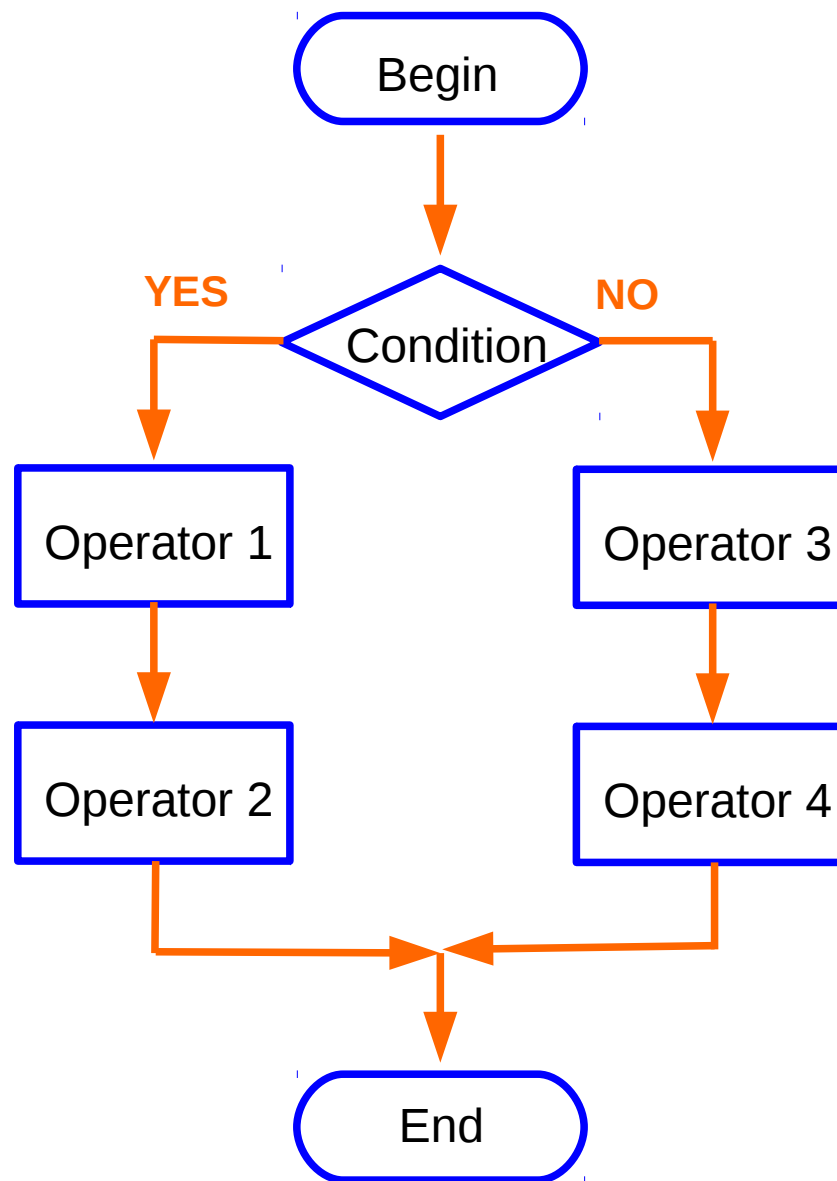 Begin
YES
NO
Condition
Operator 1
Operator 3
Operator 2
Operator 4
End